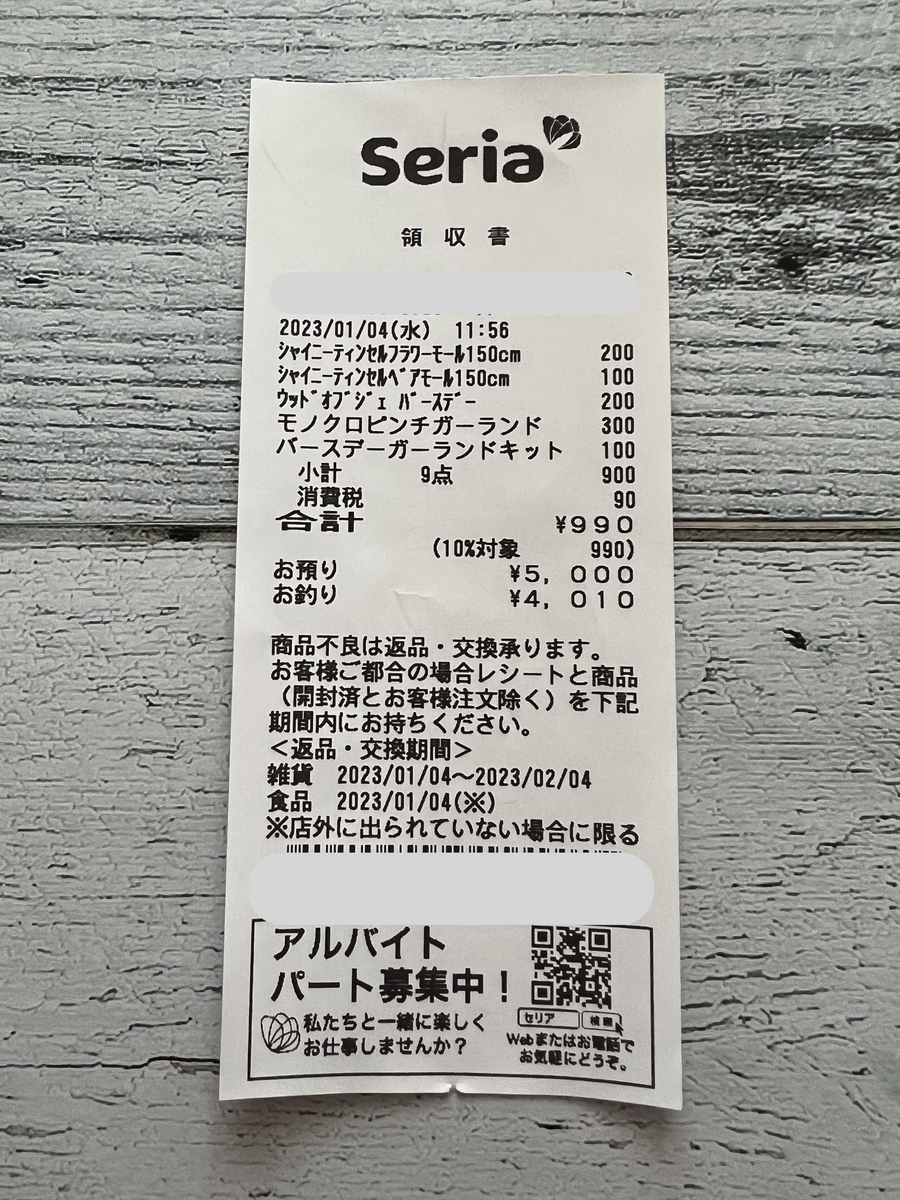 Seria
領収書
2023/01/04(水) 11:56
ｼｬｲﾆｰﾃｨﾝｾﾙﾌﾗﾜｰﾓｰﾙ150cm 200
ｼｬｲﾆｰﾃｨﾝｾﾙﾍﾞｱﾓｰﾙ150cm 100
ｳｯﾄﾞｵﾌﾞｼﾞｪ ﾊﾞｰｽﾃﾞｰ 200
モノクロピンチガーランド 300
バースデーガーランドキット 100
小計 9点 900
消費税 90
合計 ¥990
(10%対象 990)
お預り ¥5,000
お釣り ¥4,010
商品不良は返品・交換承ります。
お客様ご都合の場合レシートと商品
（開封済とお客様注文除く）を下記
期間内にお持ちください。
＜返品・交換期間＞
雑貨 2023/01/04〜2023/02/04
食品 2023/01/04(※)
※店外に出られていない場合に限る
アルバイト
パート募集中！
私たちと一緒に楽しく
お仕事しませんか？
セリア 検索
Webまたはお電話で
お気軽にどうぞ。